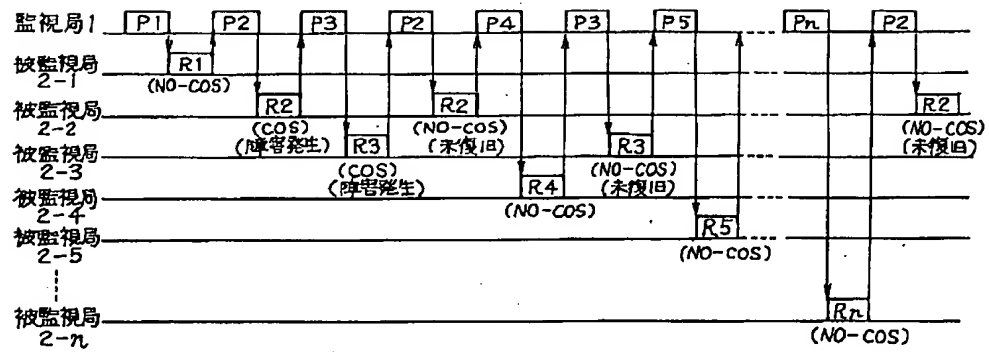 監視局1 P1 P2 P3 P2 P4 P3 P5 Pn P2
被監視局 2-1 R1
(NO-COS)
被監視局 2-2 R2 R2 R2
(COS) (NO-COS) (NO-COS)
(障害発生) (未復旧) (未復旧)
被監視局 2-3 R3 R3
(COS) (NO-COS)
(障害発生) (未復旧)
被監視局 2-4 R4
(NO-COS)
被監視局 2-5 R5
(NO-COS)
被監視局 2-n Rn
(NO-COS)